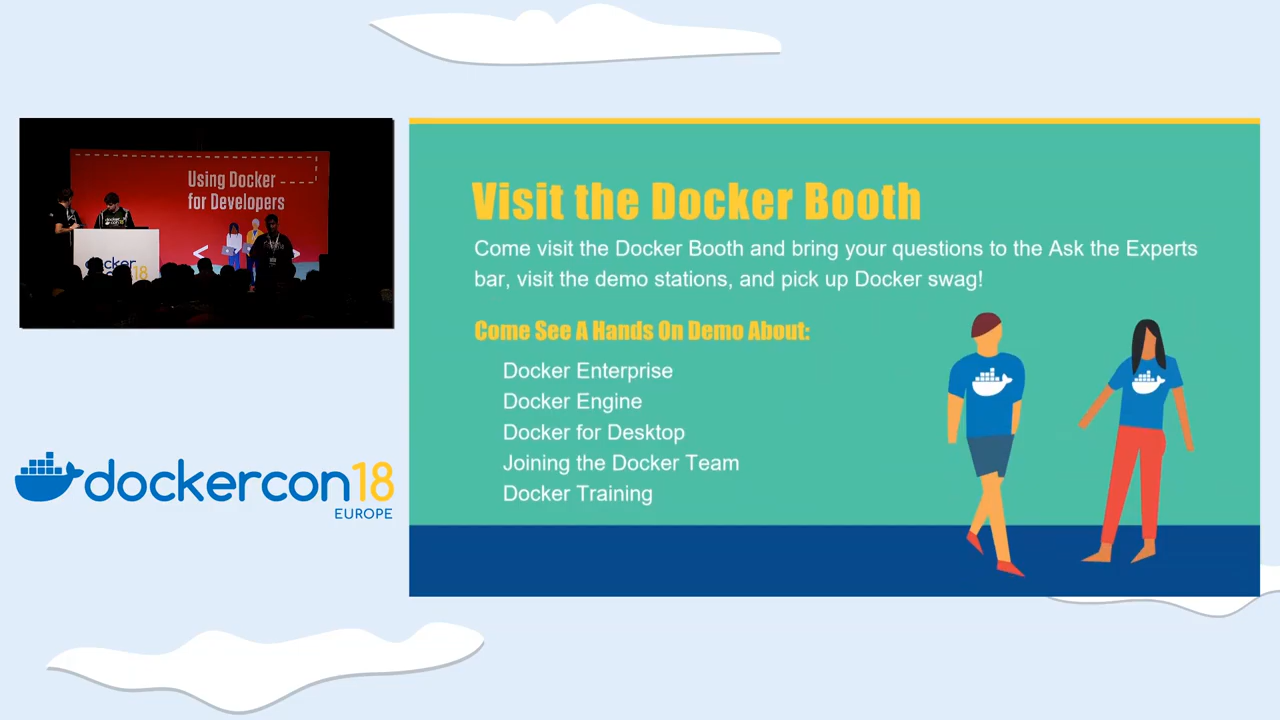 Using Docker
for Developers
docker
18
dockercon18
EUROPE
Visit the Docker Booth
Come visit the Docker Booth and bring your questions to the Ask the Experts
bar, visit the demo stations, and pick up Docker swag!
Come See A Hands On Demo About:
Docker Enterprise
Docker Engine
Docker for Desktop
Joining the Docker Team
Docker Training